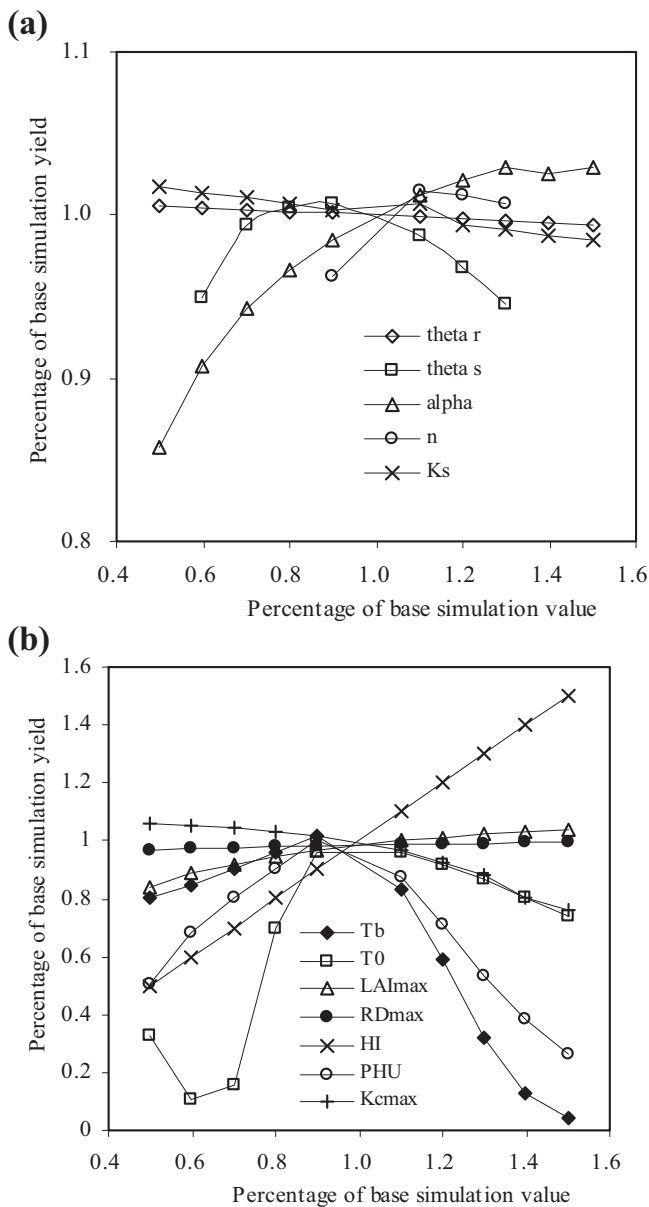 (a)
Percentage of base simulation yield
1.1
1.0
0.9
0.8
theta r
theta s
alpha
n
Ks
0.4 0.6 0.8 1.0 1.2 1.4 1.6
Percentage of base simulation value
(b)
Percentage of base simulation yield
1.6
1.4
1.2
1
0.8
0.6
0.4
0.2
0
Tb
T0
LAImax
RDmax
HI
PHU
Kcmax
0.4 0.6 0.8 1.0 1.2 1.4 1.6
Percentage of base simulation value